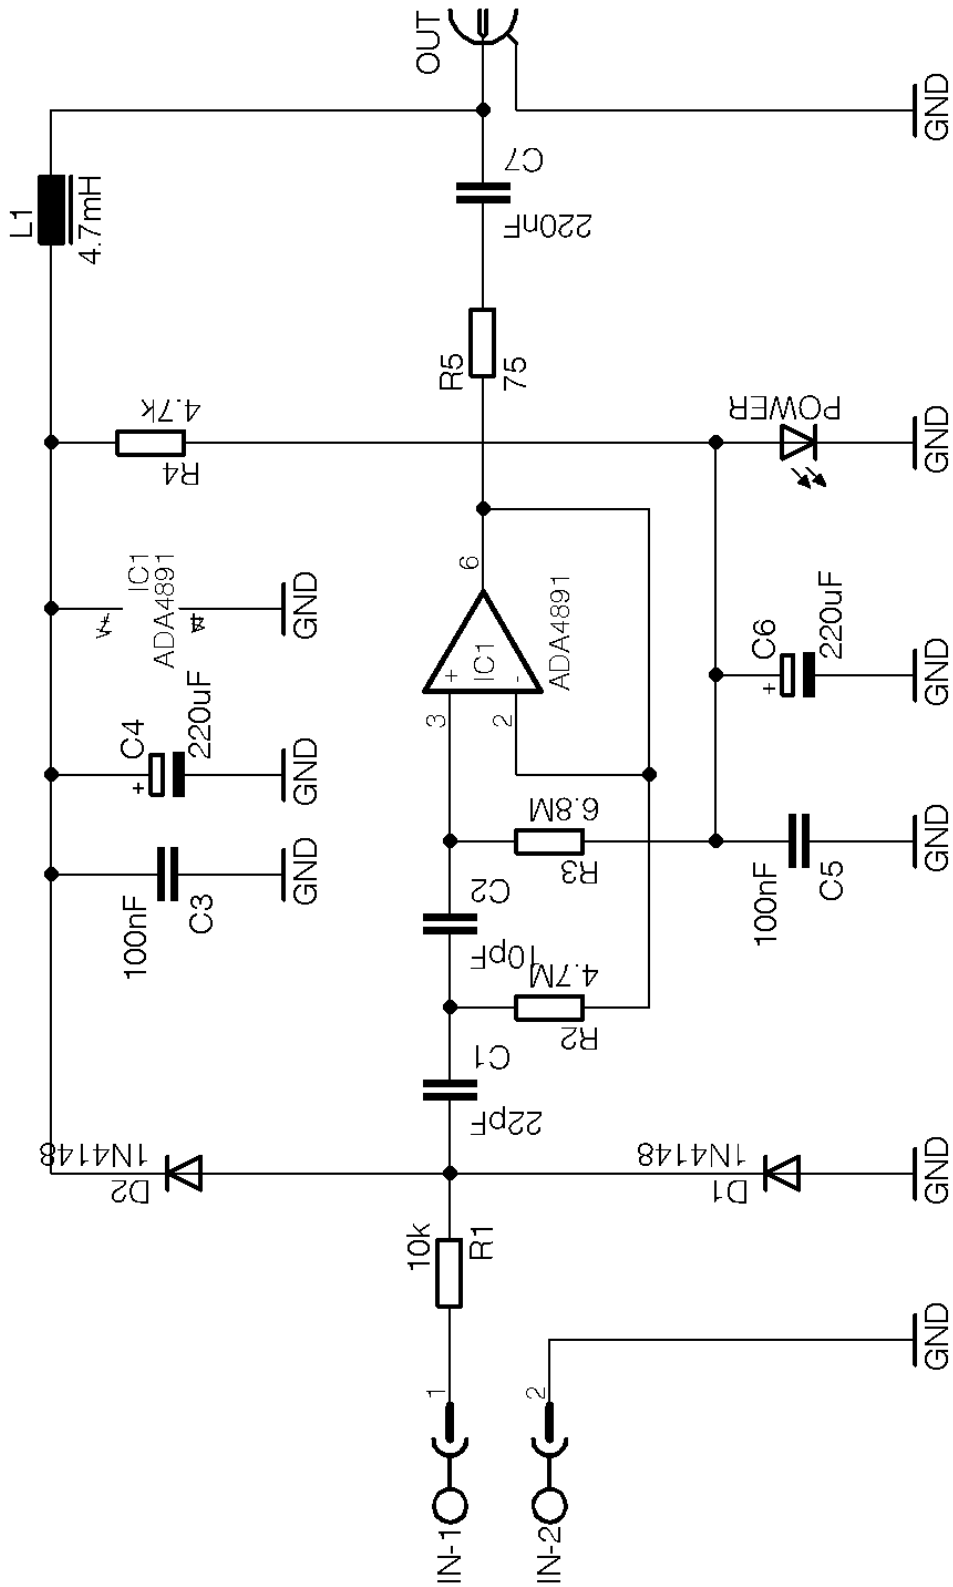 OUT
GND
L1
4.7mH
C7
220nF
R5
75
4.7k
R4
POWER
GND
IC1
ADA4891
7
4
GND
6
IC1
ADA4891
+
-
3
2
C4
220uF
+
GND
C6
220uF
+
GND
100nF
C3
GND
6.8M
R3
C2
10pF
4.7M
R2
100nF
C5
GND
C1
22pF
1N4148
D2
1N4148
D1
GND
10k
R1
1
2
GND
IN-1
IN-2